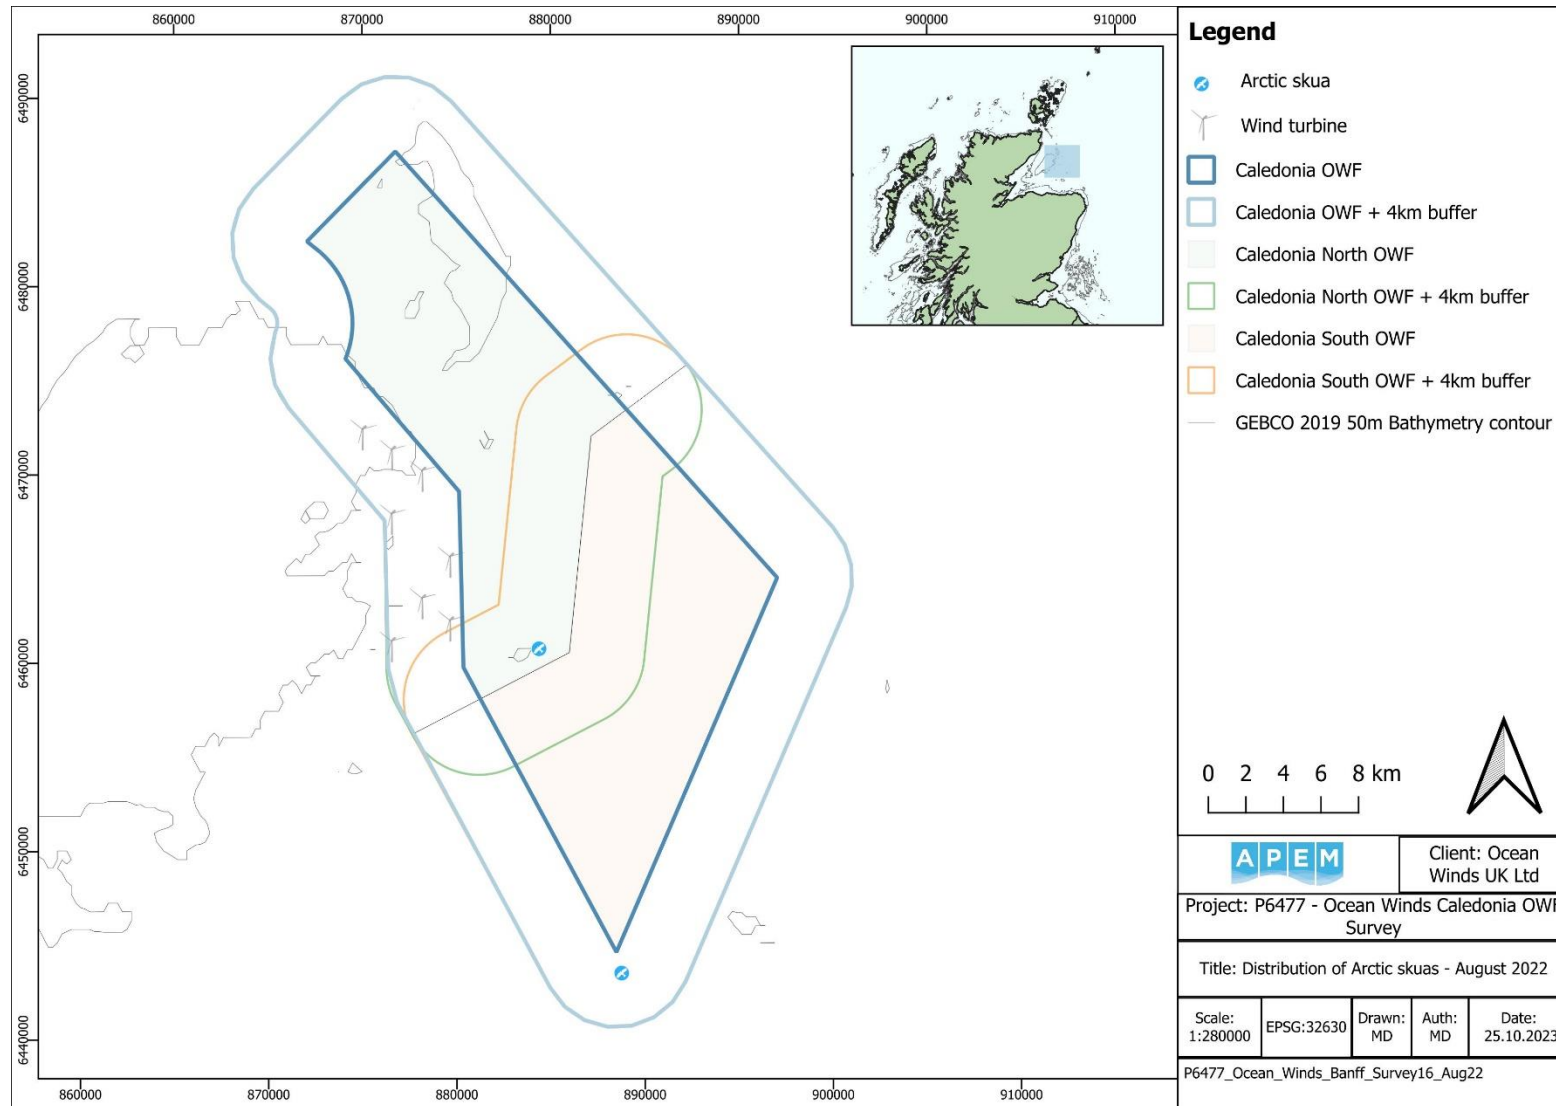 860000 870000 880000 890000 900000 910000
6490000
6480000
6470000
6460000
6450000
6440000
860000 870000 880000 890000 900000 910000
Legend
Arctic skua
Wind turbine
Caledonia OWF
Caledonia OWF + 4km buffer
Caledonia North OWF
Caledonia North OWF + 4km buffer
Caledonia South OWF
Caledonia South OWF + 4km buffer
GEBCO 2019 50m Bathymetry contour
0 2 4 6 8 km
APEM
Client: Ocean
Winds UK Ltd
Project: P6477 - Ocean Winds Caledonia OWF
Survey
Title: Distribution of Arctic skuas - August 2022
Scale:
1:280000
EPSG:32630
Drawn:
MD
Auth:
MD
Date:
25.10.2023
P6477_Ocean_Winds_Banff_Survey16_Aug22